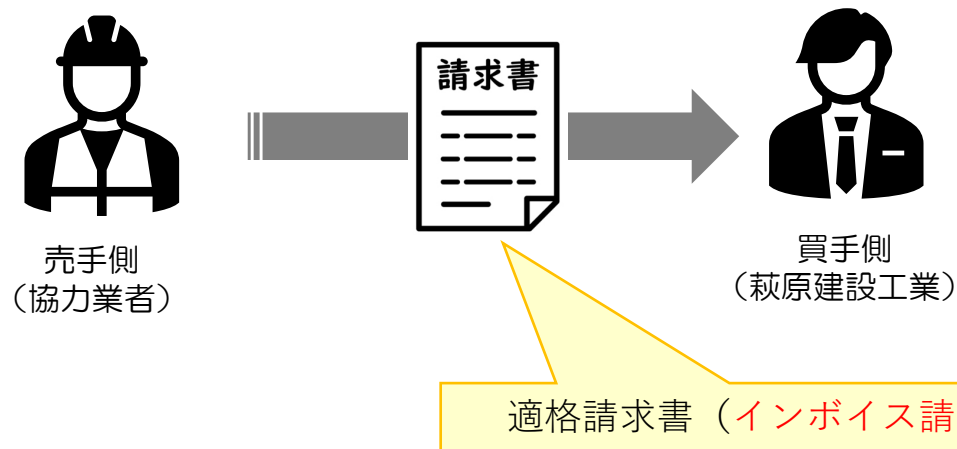 請求書
売手側
（協力業者）
買手側
（萩原建設工業）
適格請求書（インボイス請